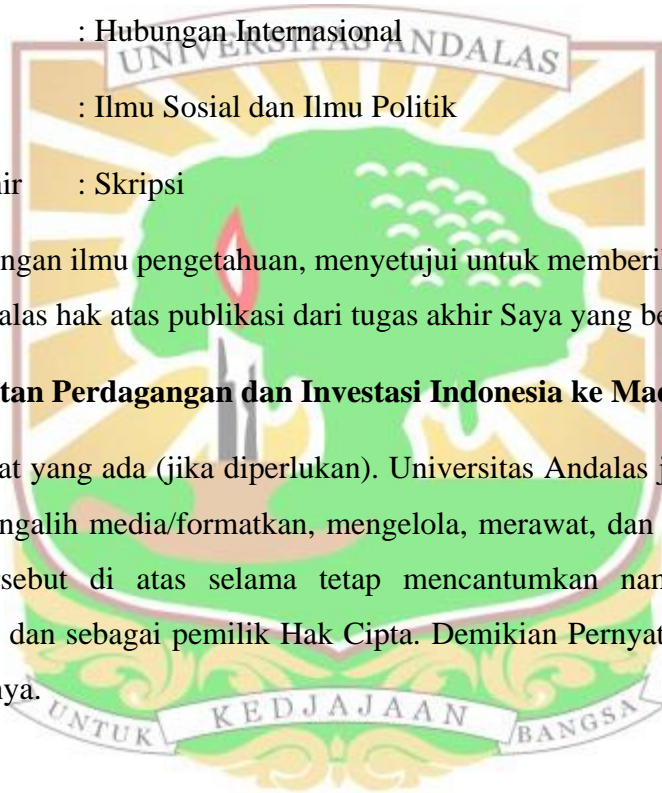 : Hubungan Internasional
UNIVERSITAS ANDALAS
: Ilmu Sosial dan Ilmu Politik
: Skripsi
ngan ilmu pengetahuan, menyetujui untuk memberi
alas hak atas publikasi dari tugas akhir Saya yang be
tan Perdagangan dan Investasi Indonesia ke Ma
at yang ada (jika diperlukan). Universitas Andalas j
ngalih media/formatkan, mengelola, merawat, dan
sebut di atas selama tetap mencantumkan na
dan sebagai pemilik Hak Cipta. Demikian Pernyat
nya.
UNTUK KEDJAJAAN BANGSA